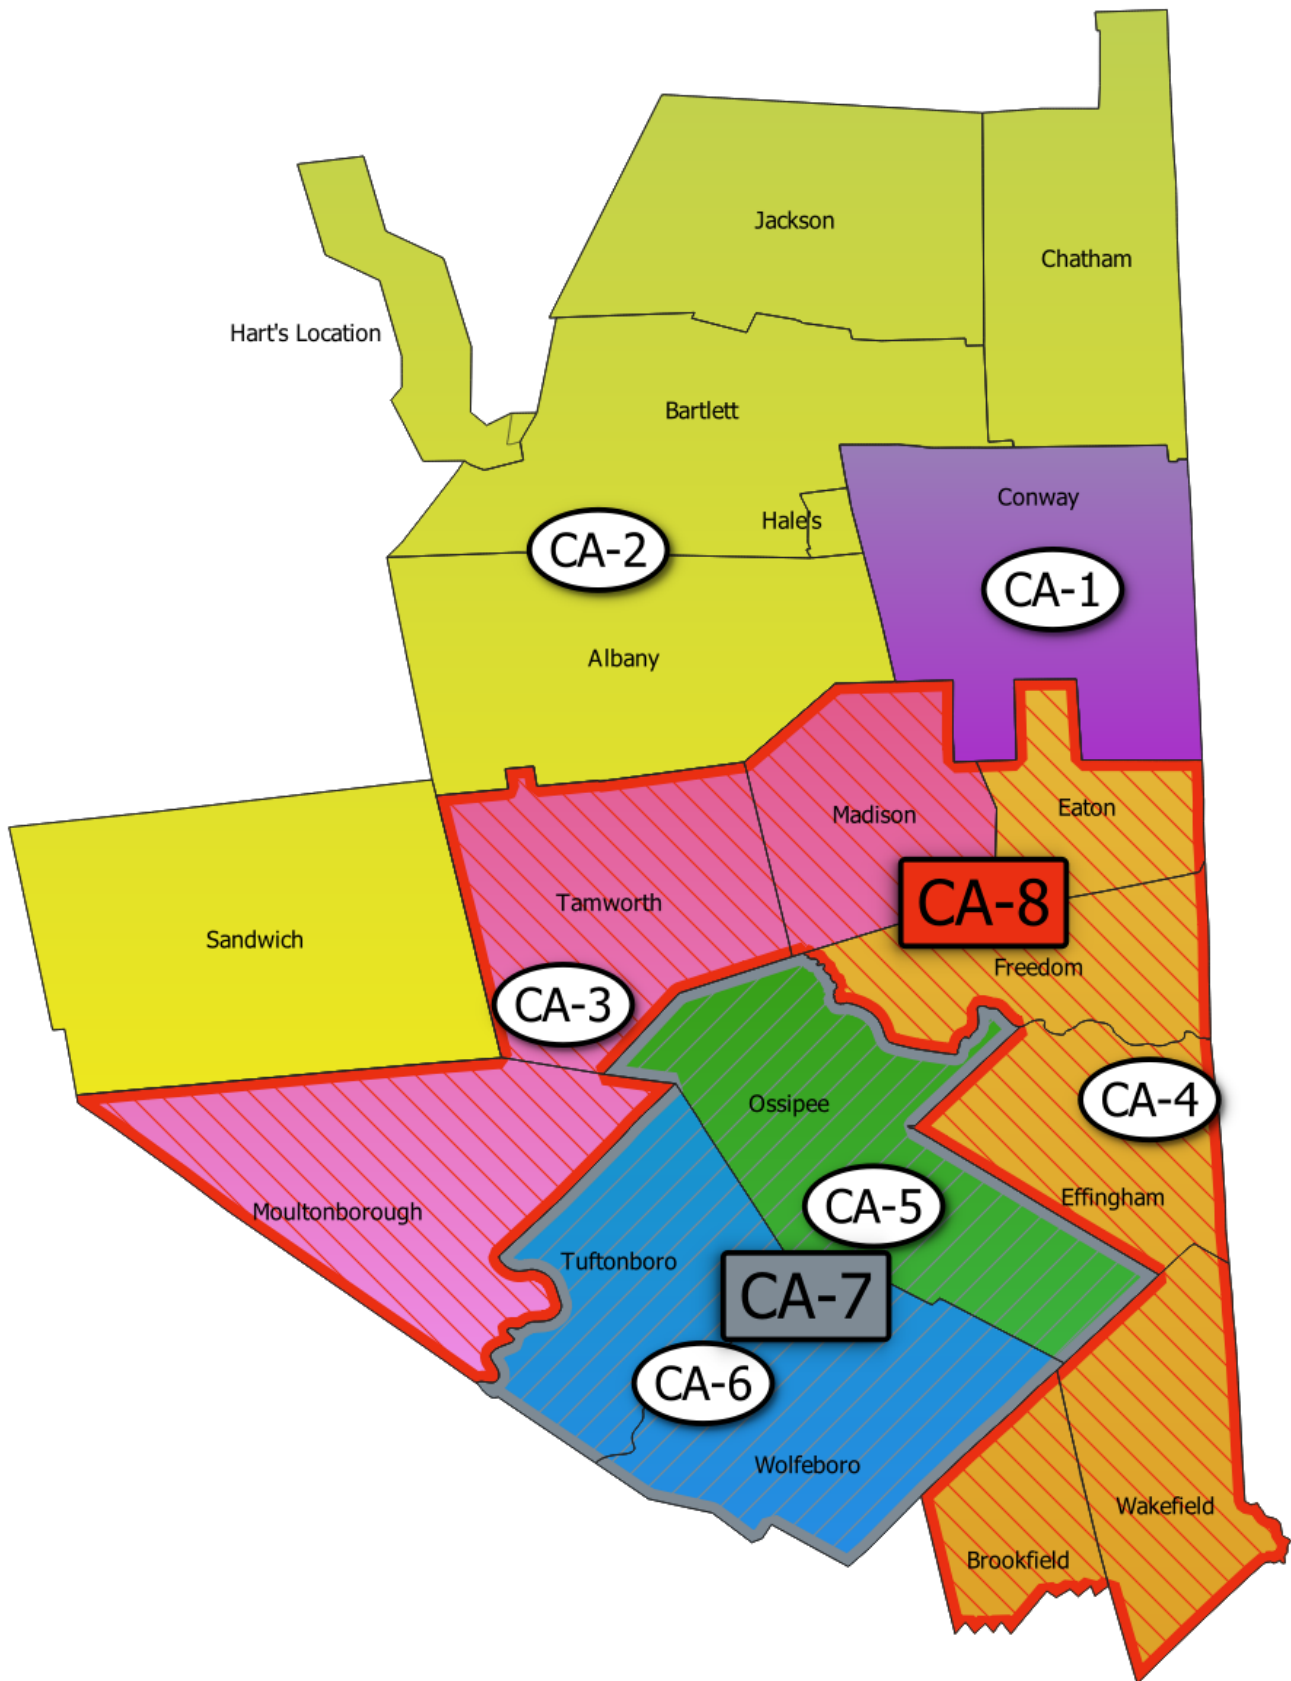 Jackson
Chatham
Hart's Location
Bartlett
Conway
Hale's
CA-2
CA-1
Albany
Eaton
Madison
Tamworth
CA-8
Sandwich
Freedom
CA-3
CA-4
Ossipee
Effingham
CA-5
Moultonborough
Tuftonboro
CA-7
CA-6
Wolfeboro
Wakefield
Brookfield